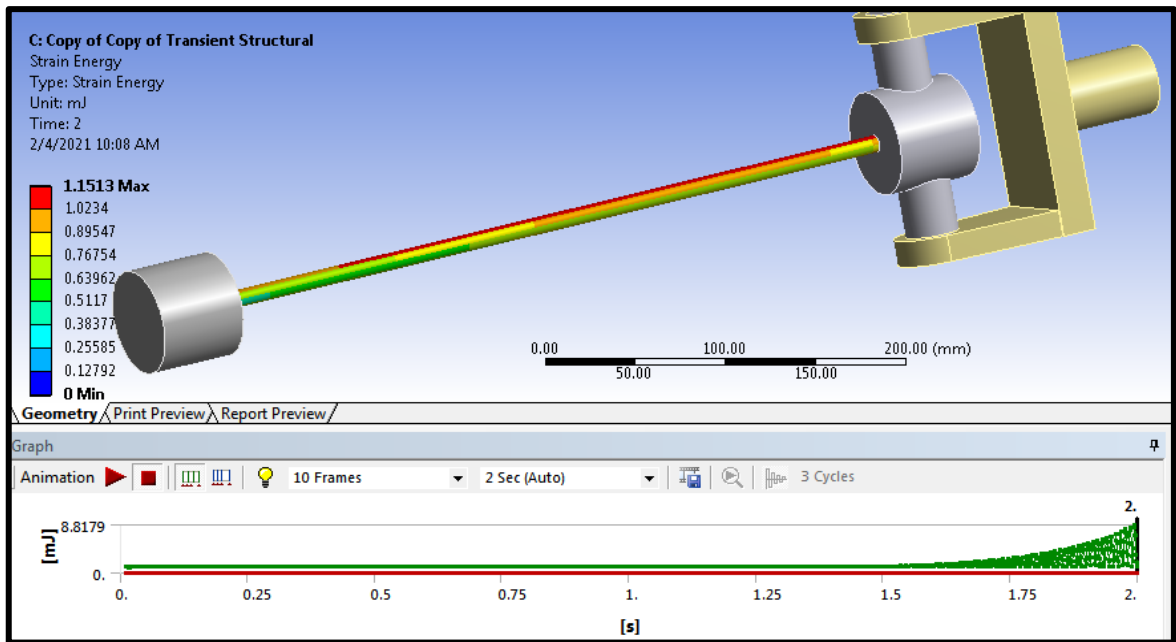 C: Copy of Copy of Transient Structural
Strain Energy
Type: Strain Energy
Unit: mJ
Time: 2
2/4/2021 10:08 AM
1.1513 Max
1.0234
0.89547
0.76754
0.63962
0.5117
0.38377
0.25585
0.12792
0 Min
0.00 100.00 200.00 (mm)
50.00 150.00
Geometry Print Preview Report Preview
Graph
Animation 10 Frames 2 Sec (Auto) 3 Cycles
2.
8.8179
[mJ]
0.
0. 0.25 0.5 0.75 1. 1.25 1.5 1.75 2.
[s]